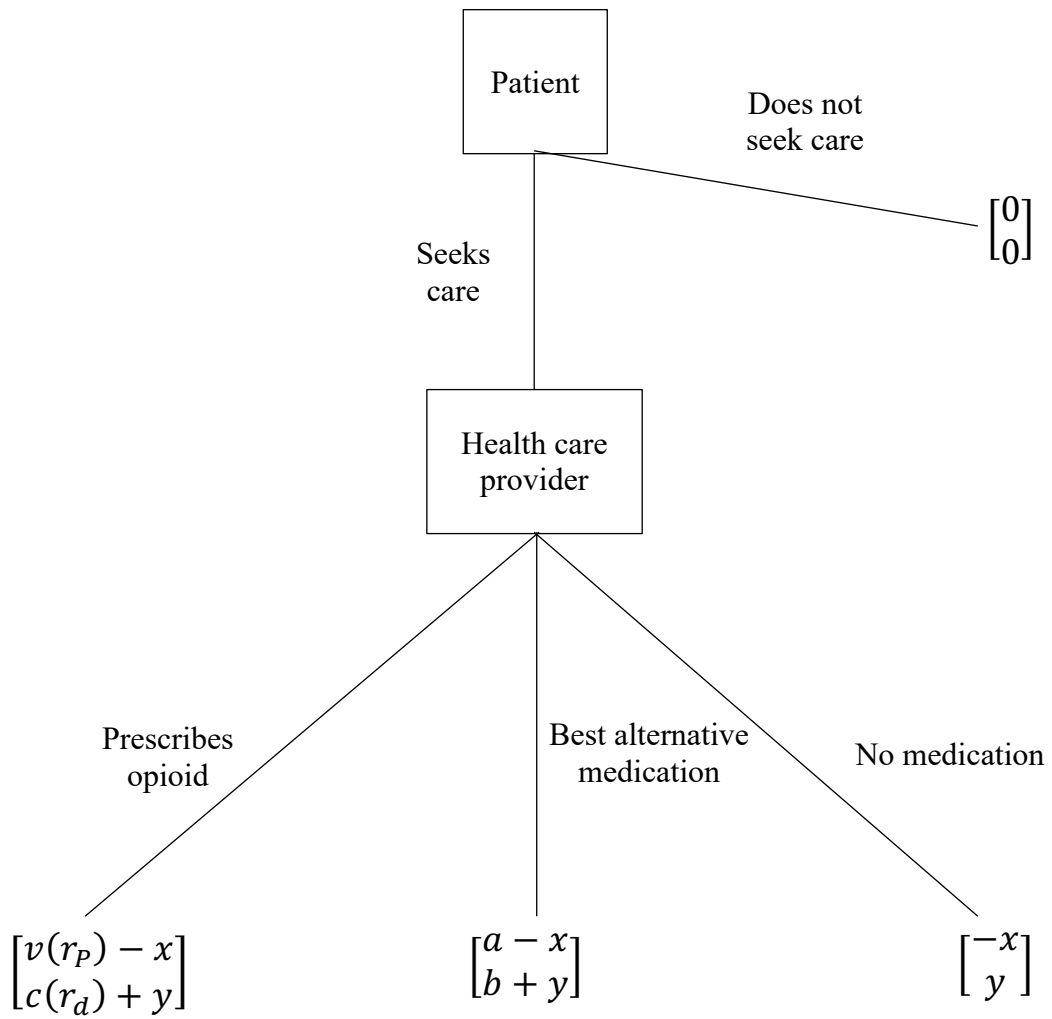 Patient
Does not
seek care
[0
0]
Seeks
care
Health care
provider
Prescribes
opioid
Best alternative
medication
No medication
[v(r_P) − x
c(r_d) + y]
[a − x
b + y]
[−x
y]